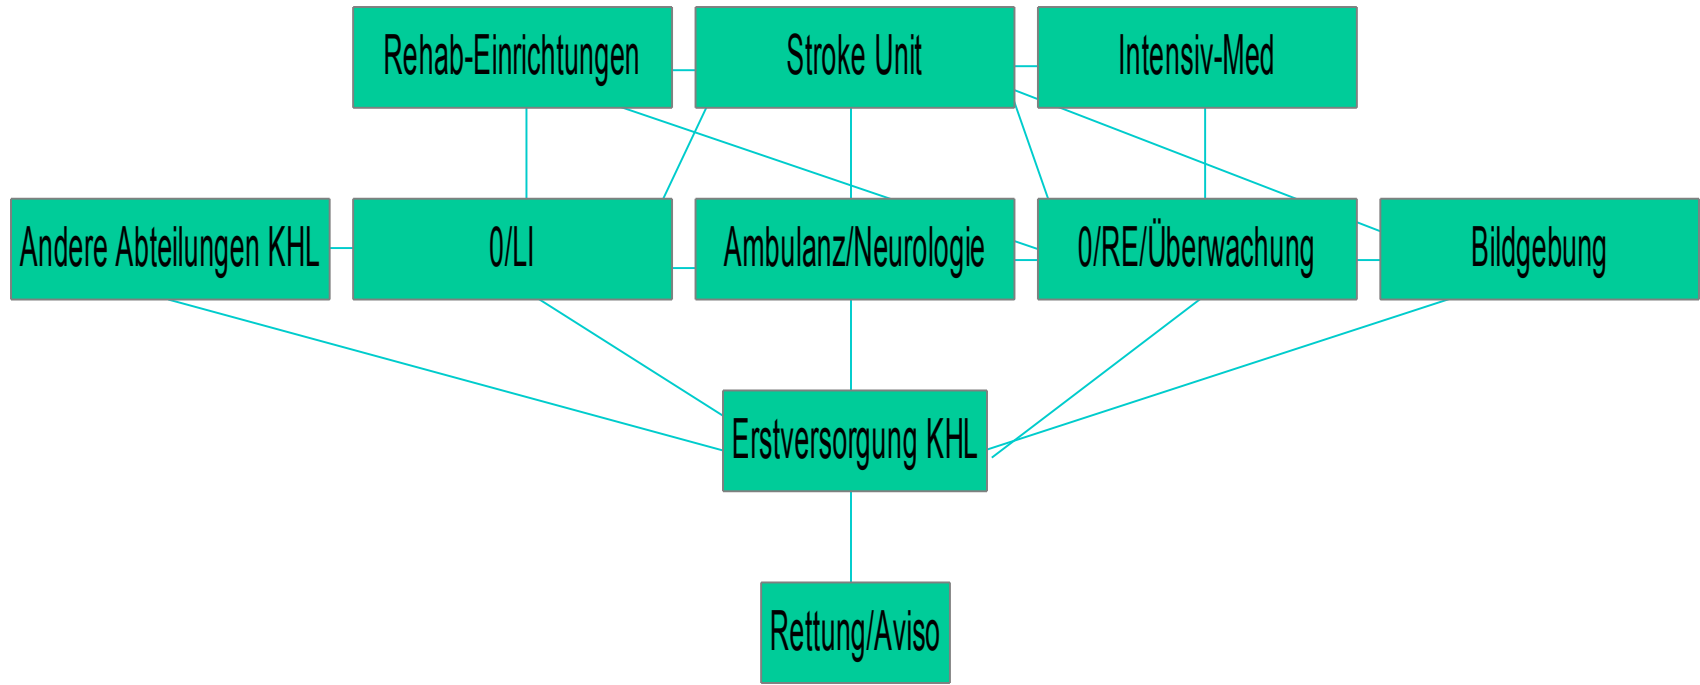 Rehab-Einrichtungen
Stroke Unit
Intensiv-Med
Andere Abteilungen KHL
0/LI
Ambulanz/Neurologie
0/RE/Überwachung
Bildgebung
Erstversorgung KHL
Rettung/Aviso